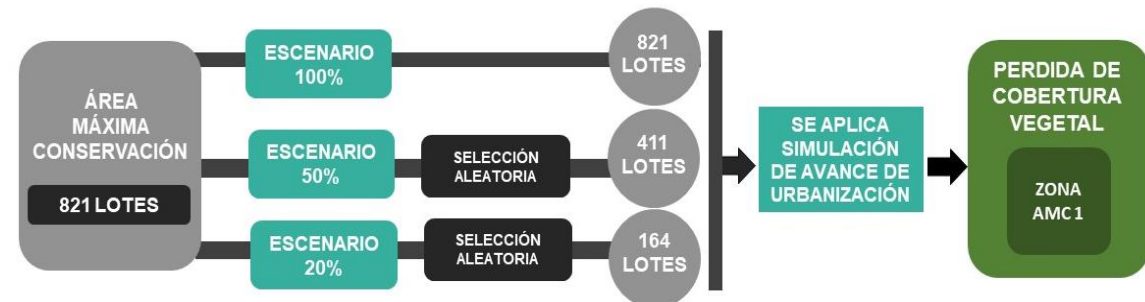 ÁREA
MÁXIMA
CONSERVACIÓN
821 LOTES
ESCENARIO
100%
821
LOTES
ESCENARIO
50%
SELECCIÓN
ALEATORIA
411
LOTES
ESCENARIO
20%
SELECCIÓN
ALEATORIA
164
LOTES
SE APLICA
SIMULACIÓN
DE AVANCE DE
URBANIZACIÓN
PERDIDA DE
COBERTURA
VEGETAL
ZONA
AMC 1